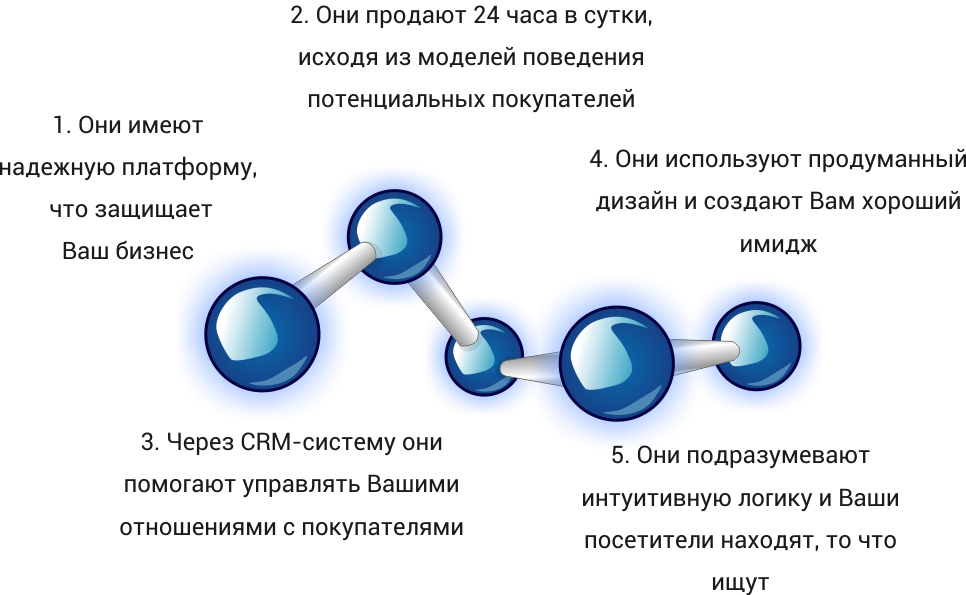 1. Они имеют
надежную платформу,
что защищает
Ваш бизнес
2. Они продают 24 часа в сутки,
исходя из моделей поведения
потенциальных покупателей
3. Через CRM-систему они
помогают управлять Вашими
отношениями с покупателями
4. Они используют продуманный
дизайн и создают Вам хороший
имидж
5. Они подразумевают
интуитивную логику и Ваши
посетители находят, то что
ищут